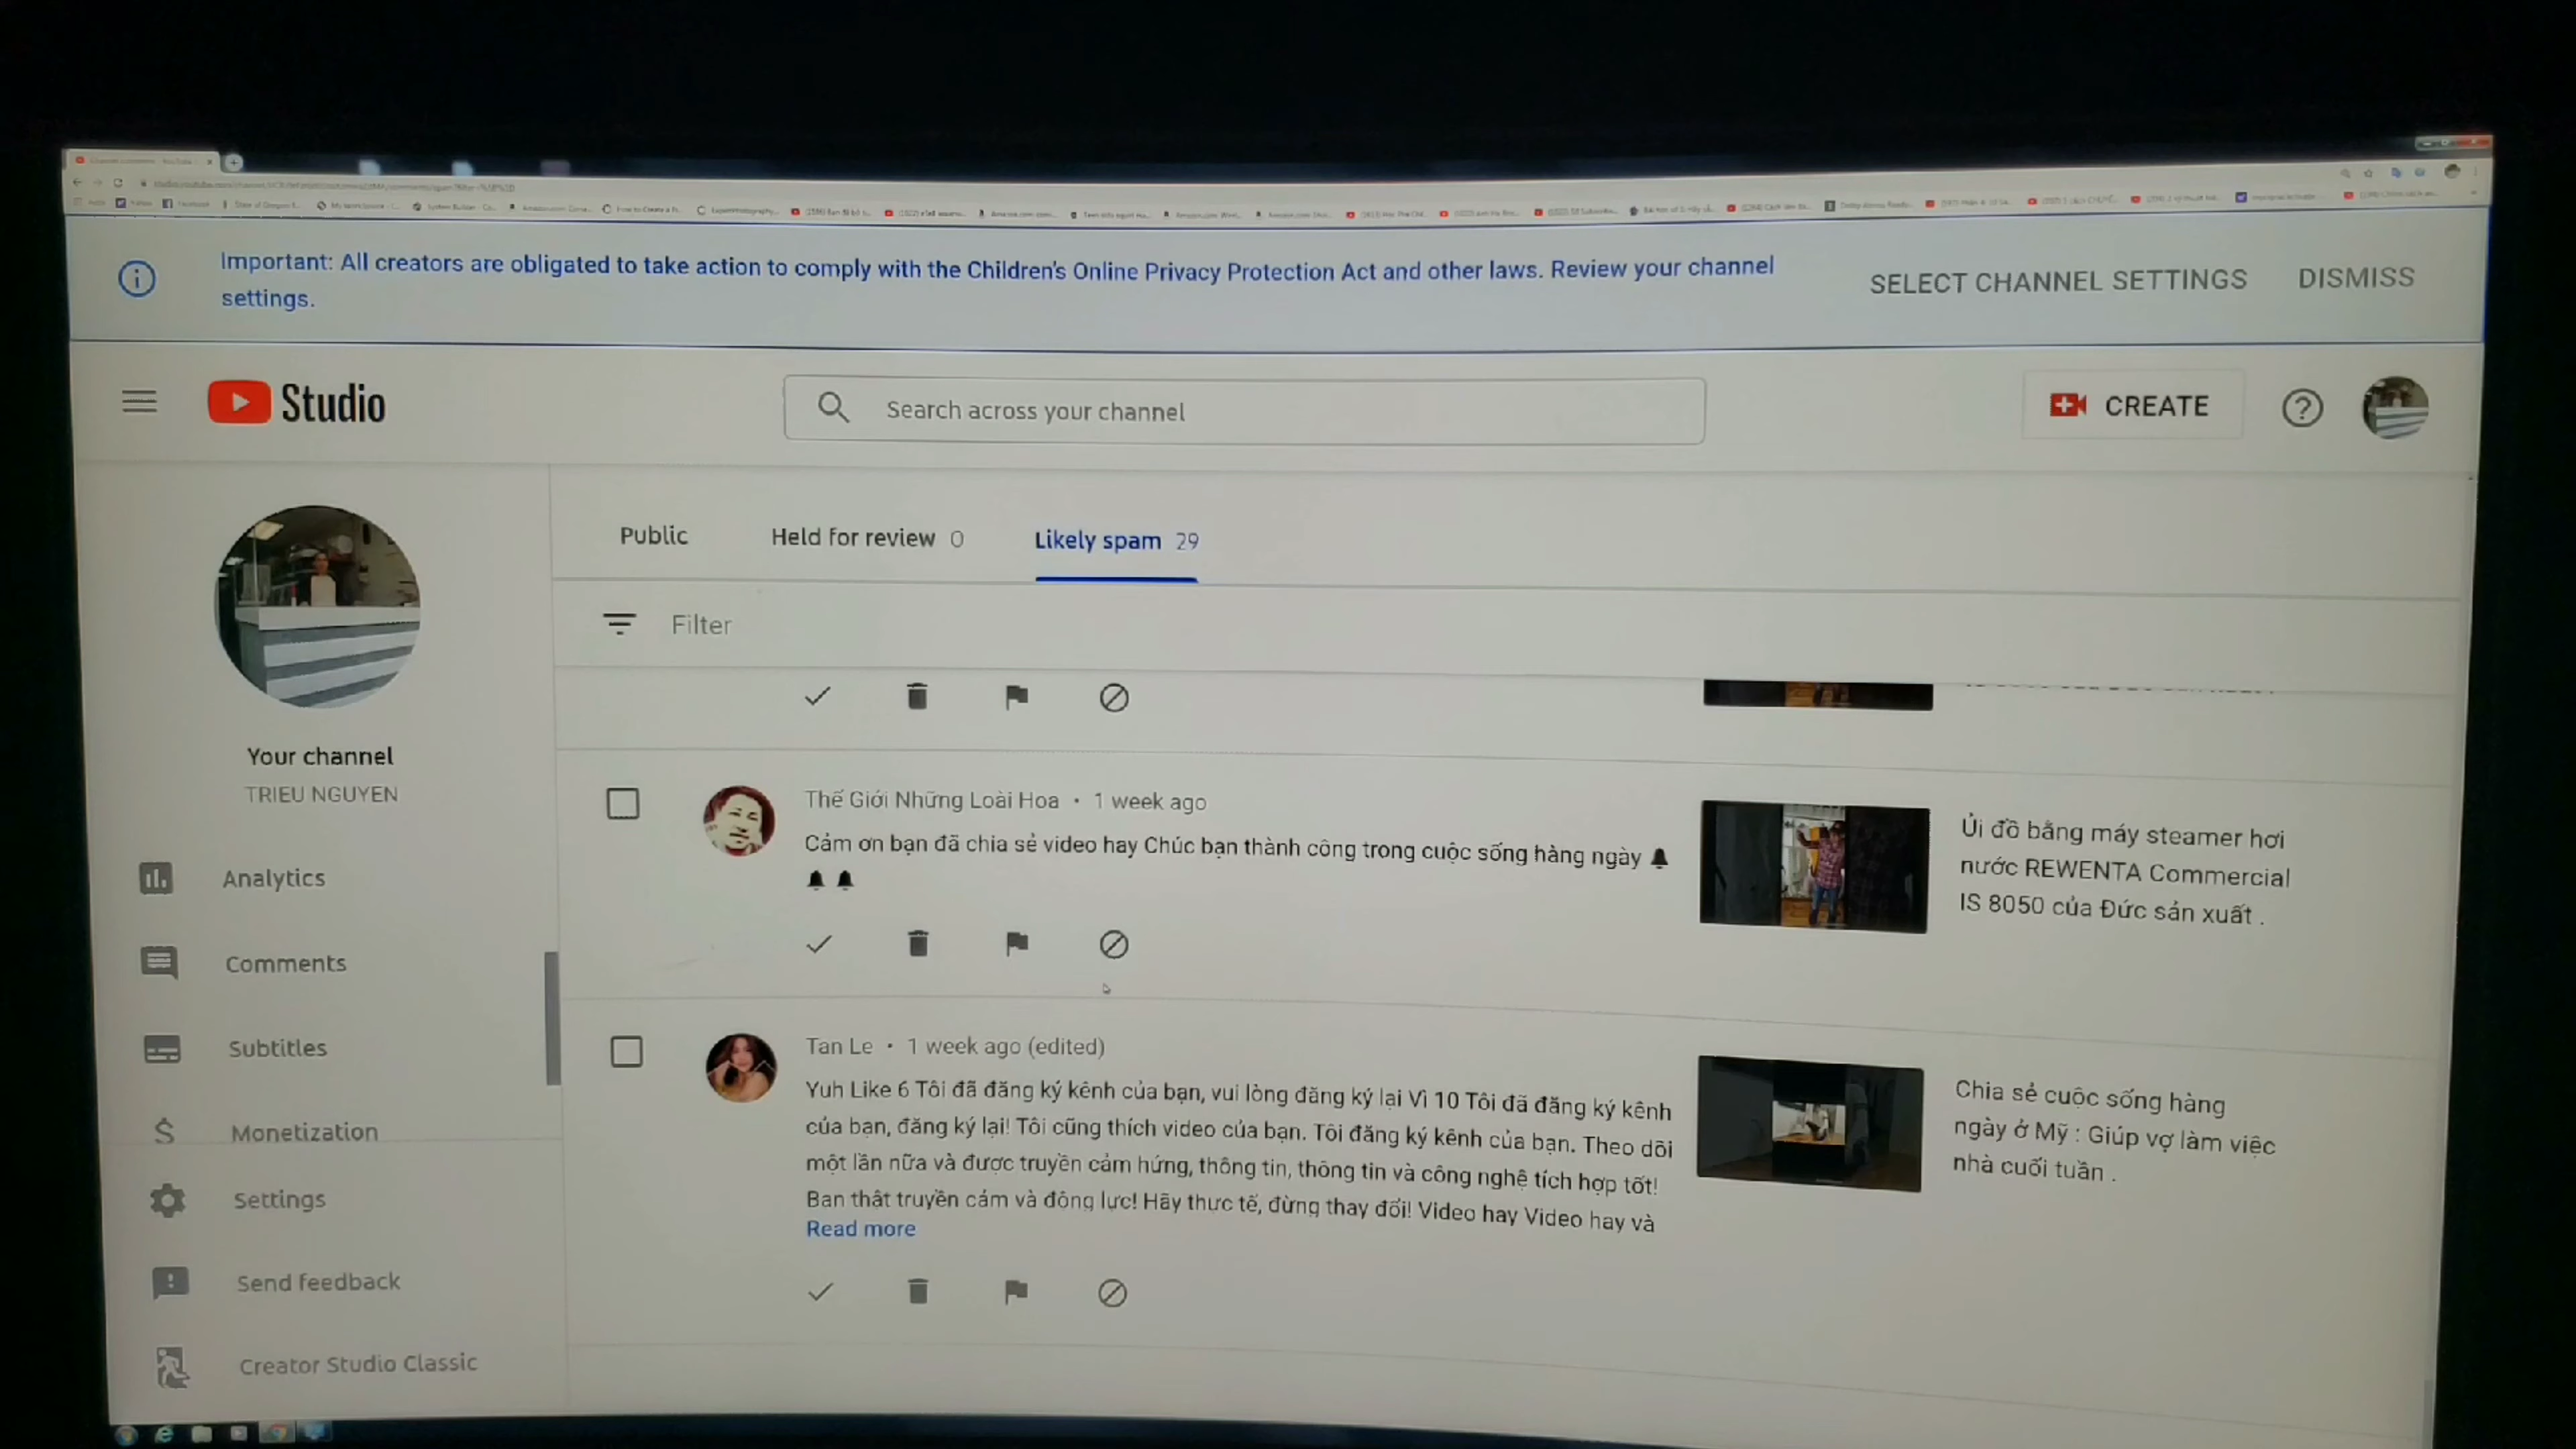 Important: All creators are obligated to take action to comply with the Children's Online Privacy Protection Act and other laws. Review your channel
settings.
SELECT CHANNEL SETTINGS DISMISS
Studio
Search across your channel
CREATE
Your channel
TRIEU NGUYEN
Analytics
Comments
Subtitles
Monetization
Settings
Send feedback
Creator Studio Classic
Public Held for review 0 Likely spam 29
Filter
Thế Giới Những Loài Hoa • 1 week ago
Cảm ơn bạn đã chia sẻ video hay Chúc bạn thành công trong cuộc sống hàng ngày 🔔
🔔 🔔
Ủi đồ bằng máy steamer hơi
nước REWENTA Commercial
IS 8050 của Đức sản xuất .
Tan Le • 1 week ago (edited)
Yuh Like 6 Tôi đã đăng ký kênh của bạn, vui lòng đăng ký lại Vì 10 Tôi đã đăng ký kênh
của bạn, đăng ký lại! Tôi cũng thích video của bạn. Tôi đăng ký kênh của bạn. Theo dõi
một lần nữa và được truyền cảm hứng, thông tin, thông tin và công nghệ tích hợp tốt!
Bạn thật truyền cảm và động lực! Hãy thực tế, đừng thay đổi! Video hay Video hay và
Read more
Chia sẻ cuộc sống hàng
ngày ở Mỹ : Giúp vợ làm việc
nhà cuối tuần .